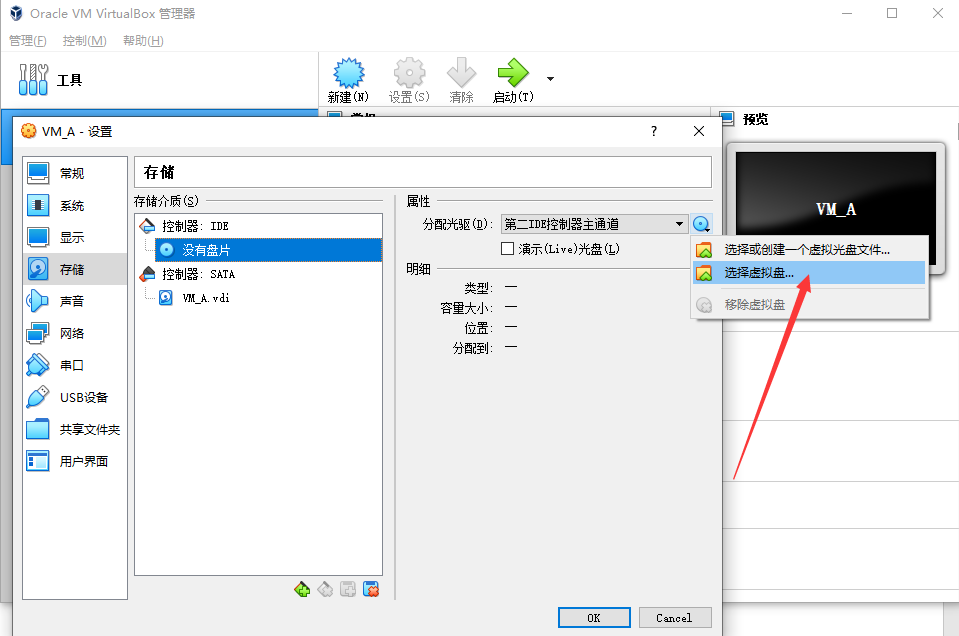 Oracle VM VirtualBox 管理器
管理(F) 控制(M) 帮助(H)
工具
新建(N) 设置(S) 清除 启动(T)
预览
VM_A - 设置
?
常规
系统
显示
存储
声音
网络
串口
USB设备
共享文件夹
用户界面
存储
存储介质(S)
控制器: IDE
没有盘片
控制器: SATA
VM_A.vdi
属性
分配光驱(D): 第二IDE控制器主通道
演示(Live)光盘(L)
明细
类型: —
容量大小: —
位置: —
分配到: —
VM_A
选择或创建一个虚拟光盘文件...
选择虚拟盘...
移除虚拟盘
OK Cancel